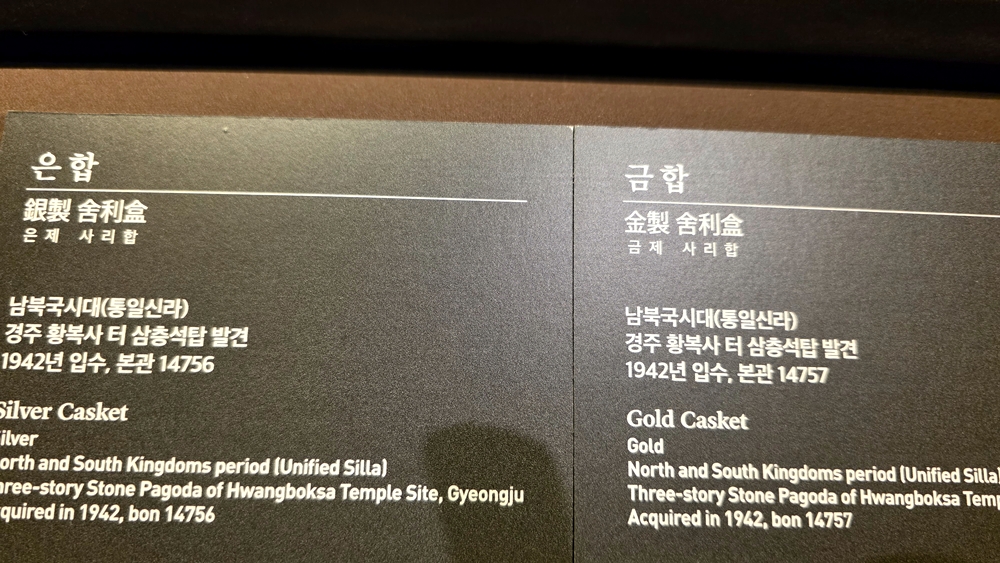 은합
銀製 舍利盒
은제 사리합
남북국시대(통일신라)
경주 황복사 터 삼층석탑 발견
1942년 입수, 본관 14756
Silver Casket
ilver
orth and South Kingdoms period (Unified Silla)
hree-story Stone Pagoda of Hwangboksa Temple Site, Gyeongju
quired in 1942, bon 14756
금합
金製 舍利盒
금제 사리합
남북국시대(통일신라)
경주 황복사 터 삼층석탑 발견
1942년 입수, 본관 14757
Gold Casket
Gold
North and South Kingdoms period (Unified Silla)
Three-story Stone Pagoda of Hwangboksa Temp
Acquired in 1942, bon 14757